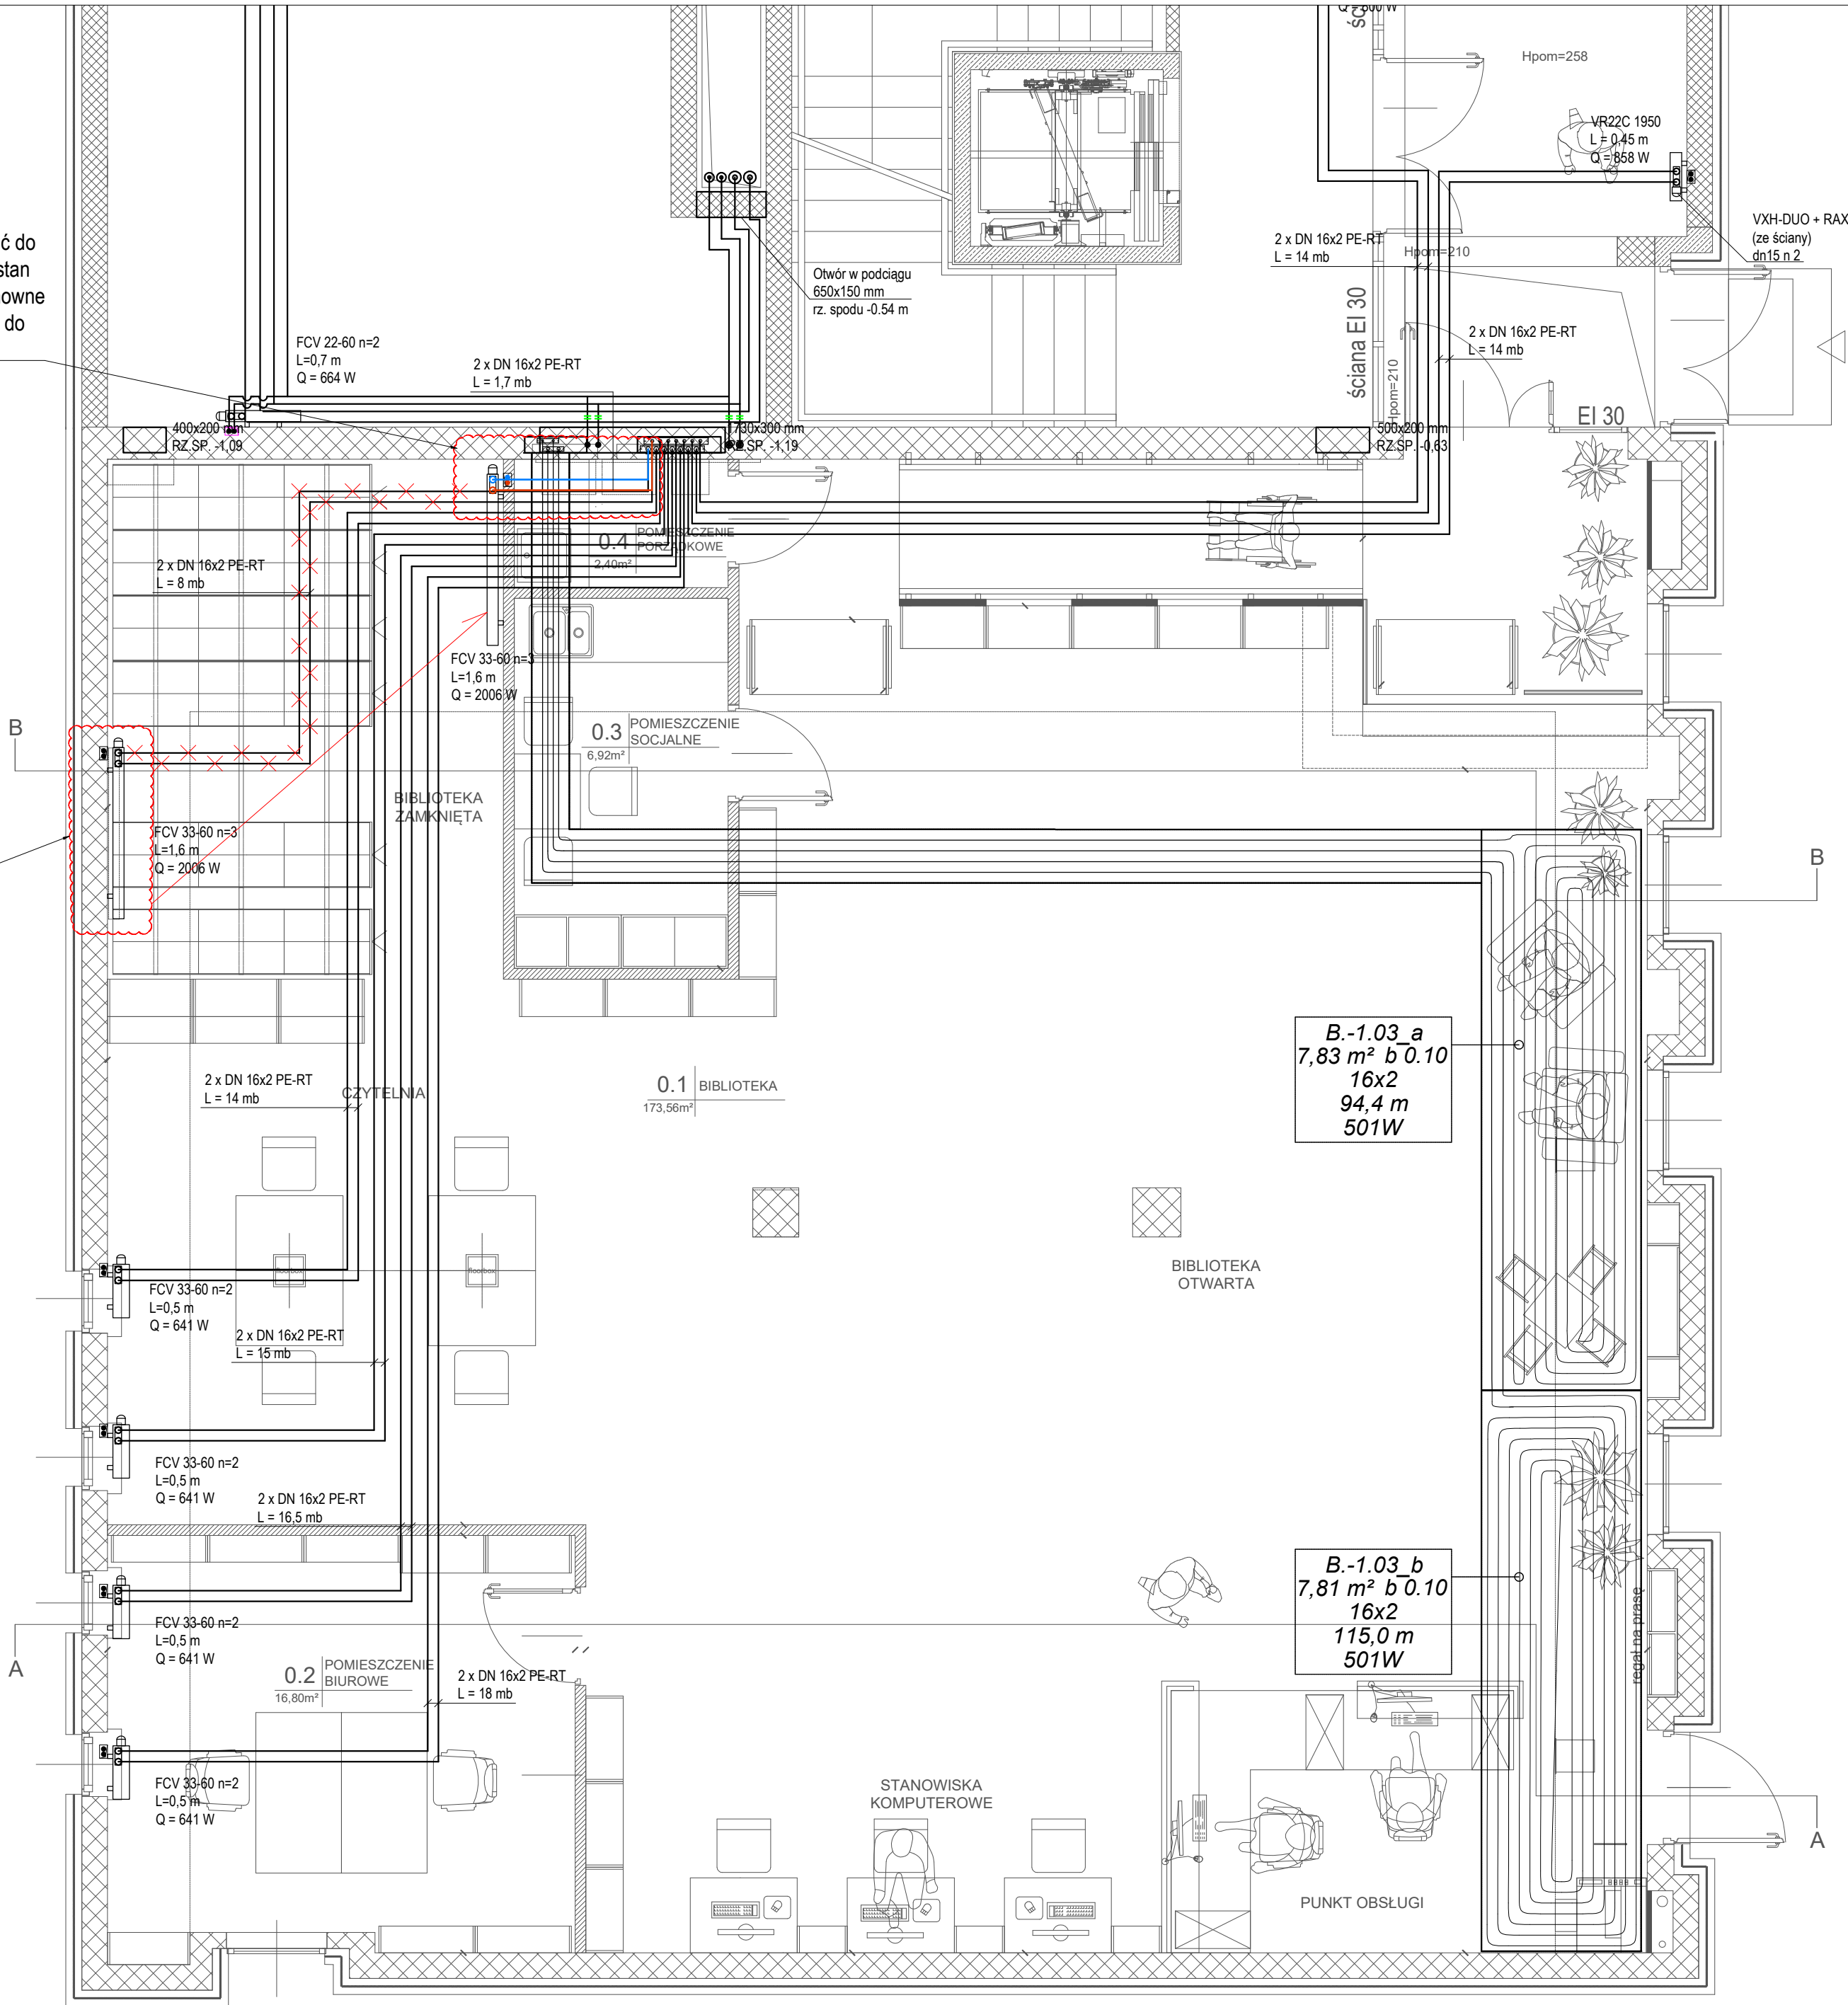 Q = 800 W
Hpom=258
VR22C 1950
L = 0,45 m
Q = 858 W
VXH-DUO + RAX
(ze ściany)
dn15 n 2
2 x DN 16x2 PE-RT
L = 14 mb
Hpom=210
ściana EI 30
Hpom=210
2 x DN 16x2 PE-RT
L = 14 mb
EI 30
ć do
stan
owne
do
Otwór w podciągu
650x150 mm
rz. spodu -0.54 m
FCV 22-60 n=2
L=0,7 m
Q = 664 W
2 x DN 16x2 PE-RT
L = 1,7 mb
400x200 mm
RZ.SP. -1,09
1730x300 mm
RZ.SP. -1,19
500x200 mm
RZ.SP. -0,63
0.4 POMIESZCZENIE
PORZĄDKOWE
2,40m²
2 x DN 16x2 PE-RT
L = 8 mb
FCV 33-60 n=3
L=1,6 m
Q = 2006 W
0.3 POMIESZCZENIE
SOCJALNE
6,92m²
B
BIBLIOTEKA
ZAMKNIĘTA
FCV 33-60 n=3
L=1,6 m
Q = 2006 W
B
B.-1.03_a
7,83 m² b 0.10
16x2
94,4 m
501W
2 x DN 16x2 PE-RT
L = 14 mb
CZYTELNIA
0.1 BIBLIOTEKA
173,56m²
floorbox
floorbox
BIBLIOTEKA
OTWARTA
FCV 33-60 n=2
L=0,5 m
Q = 641 W
2 x DN 16x2 PE-RT
L = 15 mb
FCV 33-60 n=2
L=0,5 m
Q = 641 W
2 x DN 16x2 PE-RT
L = 16,5 mb
B.-1.03_b
7,81 m² b 0.10
16x2
115,0 m
501W
regał na prasę
FCV 33-60 n=2
L=0,5 m
Q = 641 W
A
0.2 POMIESZCZENIE
BIUROWE
16,80m²
2 x DN 16x2 PE-RT
L = 18 mb
FCV 33-60 n=2
L=0,5 m
Q = 641 W
STANOWISKA
KOMPUTEROWE
PUNKT OBSŁUGI
A